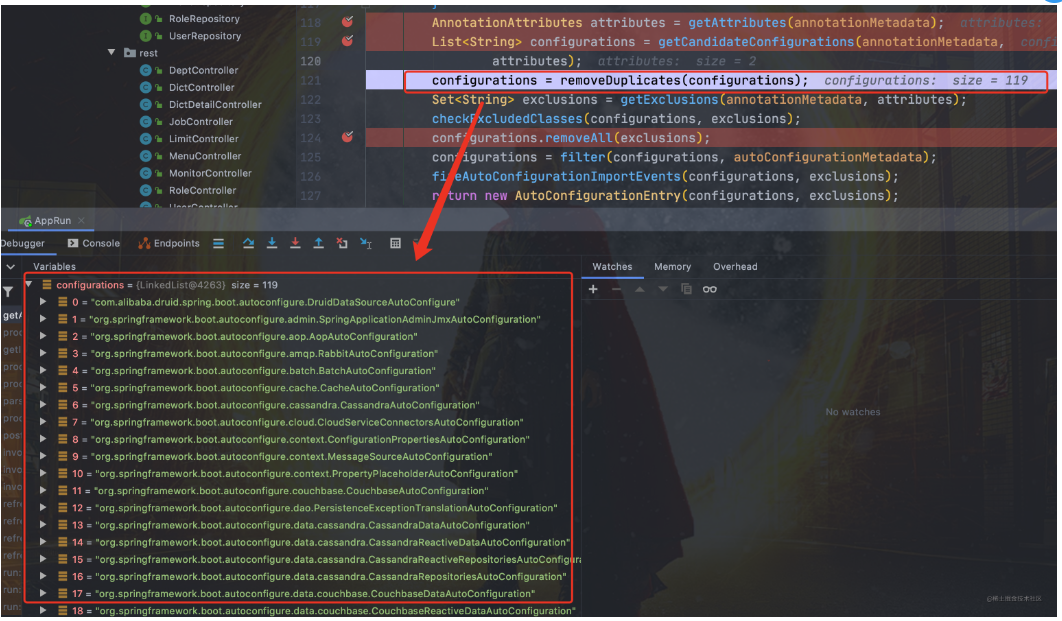 RoleRepository
UserRepository
rest
DeptController
DictController
DictDetailController
JobController
LimitController
MenuController
MonitorController
RoleController
118 AnnotationAttributes attributes = getAttributes(annotationMetadata); attributes:
119 List<String> configurations = getCandidateConfigurations(annotationMetadata, confi
120 attributes); attributes: size = 2
121 configurations = removeDuplicates(configurations); configurations: size = 119
122 Set<String> exclusions = getExclusions(annotationMetadata, attributes);
123 checkExcludedClasses(configurations, exclusions);
124 configurations.removeAll(exclusions);
125 configurations = filter(configurations, autoConfigurationMetadata);
126 fireAutoConfigurationImportEvents(configurations, exclusions);
127 return new AutoConfigurationEntry(configurations, exclusions);
AppRun
Debugger Console Endpoints
Variables
Watches Memory Overhead
configurations = {LinkedList@4263} size = 119
0 = "com.alibaba.druid.spring.boot.autoconfigure.DruidDataSourceAutoConfigure"
1 = "org.springframework.boot.autoconfigure.admin.SpringApplicationAdminJmxAutoConfiguration"
2 = "org.springframework.boot.autoconfigure.aop.AopAutoConfiguration"
3 = "org.springframework.boot.autoconfigure.amqp.RabbitAutoConfiguration"
4 = "org.springframework.boot.autoconfigure.batch.BatchAutoConfiguration"
5 = "org.springframework.boot.autoconfigure.cache.CacheAutoConfiguration"
6 = "org.springframework.boot.autoconfigure.cassandra.CassandraAutoConfiguration"
7 = "org.springframework.boot.autoconfigure.cloud.CloudServiceConnectorsAutoConfiguration"
8 = "org.springframework.boot.autoconfigure.context.ConfigurationPropertiesAutoConfiguration"
9 = "org.springframework.boot.autoconfigure.context.MessageSourceAutoConfiguration"
10 = "org.springframework.boot.autoconfigure.context.PropertyPlaceholderAutoConfiguration"
11 = "org.springframework.boot.autoconfigure.couchbase.CouchbaseAutoConfiguration"
12 = "org.springframework.boot.autoconfigure.dao.PersistenceExceptionTranslationAutoConfiguration"
13 = "org.springframework.boot.autoconfigure.data.cassandra.CassandraDataAutoConfiguration"
14 = "org.springframework.boot.autoconfigure.data.cassandra.CassandraReactiveDataAutoConfiguration"
15 = "org.springframework.boot.autoconfigure.data.cassandra.CassandraReactiveRepositoriesAutoConfigura
16 = "org.springframework.boot.autoconfigure.data.cassandra.CassandraRepositoriesAutoConfiguration"
17 = "org.springframework.boot.autoconfigure.data.couchbase.CouchbaseDataAutoConfiguration"
18 = "org.springframework.boot.autoconfigure.data.couchbase.CouchbaseReactiveDataAutoConfiguration"
No watches
@稀土掘金技术社区